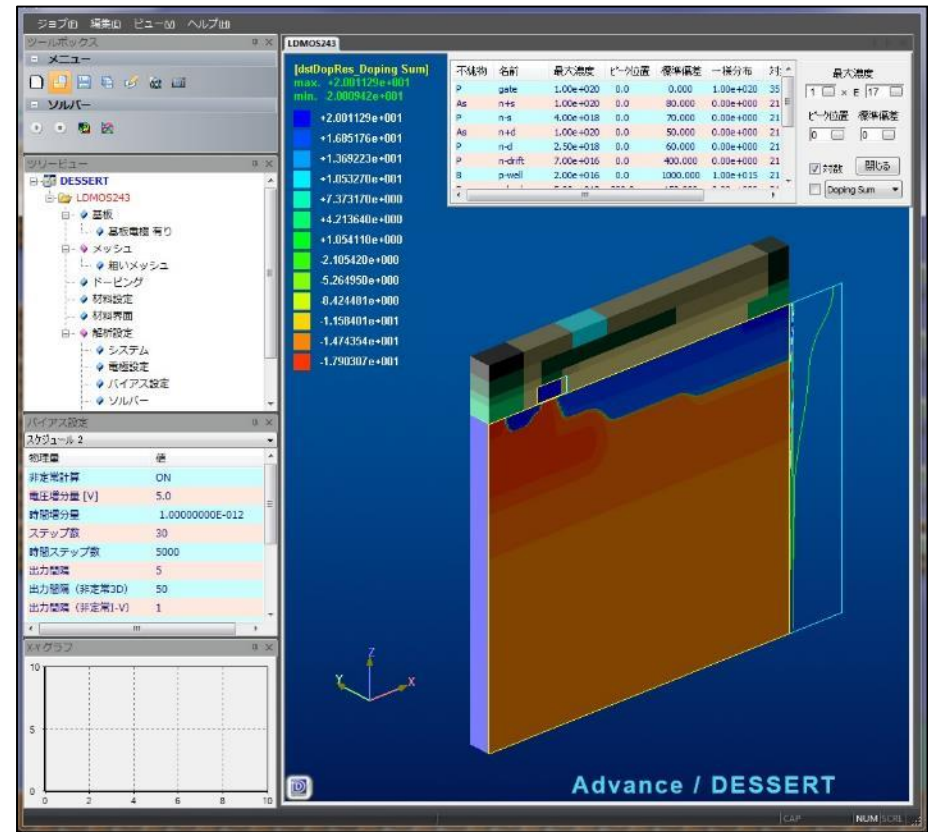 ジョブ(F) 編集(E) ビュー(V) ヘルプ(H)
ツールボックス
メニュー
ソルバー
ツリービュー
DESSERT
LDMOS243
基板
基板電極 有り
メッシュ
粗いメッシュ
ドーピング
材料設定
材料界面
解析設定
システム
電極設定
バイアス設定
ソルバー
バイアス設定
スケジュール 2
物理量 値
非定常計算 ON
電圧増分量 [V] 5.0
時間増分量 1.00000000E-012
ステップ数 30
時間ステップ数 5000
出力間隔 5
出力間隔 (非定常3D) 50
出力間隔 (非定常I-V) 1
X-Yグラフ
10
5
0
0 2 4 6 8 10
LDMOS243
[dstDopRes_Doping Sum]
max. +2.001129e+001
min. -2.000942e+001
+2.001129e+001
+1.685176e+001
+1.369223e+001
+1.053270e+001
+7.373170e+000
+4.213640e+000
+1.054110e+000
-2.105420e+000
-5.264950e+000
-8.424481e+000
-1.158401e+001
-1.474354e+001
-1.790307e+001
不純物 名前 最大濃度 ピーク位置 標準偏差 一様分布
P gate 1.00e+020 0.0 0.000 1.00e+020 35
As n+s 1.00e+020 0.0 80.000 0.00e+000 21
P n-s 4.00e+018 0.0 70.000 0.00e+000 21
As n+d 1.00e+020 0.0 50.000 0.00e+000 21
P n-d 2.50e+018 0.0 60.000 0.00e+000 21
P n-drift 7.00e+016 0.0 400.000 0.00e+000 21
B p-well 2.00e+016 0.0 1000.000 1.00e+015 21
最大濃度
1 × E 17
ピーク位置 標準偏差
0 0
対数 閉じる
Doping Sum
Z
Y X
Advance / DESSERT
CAP NUM SCRL